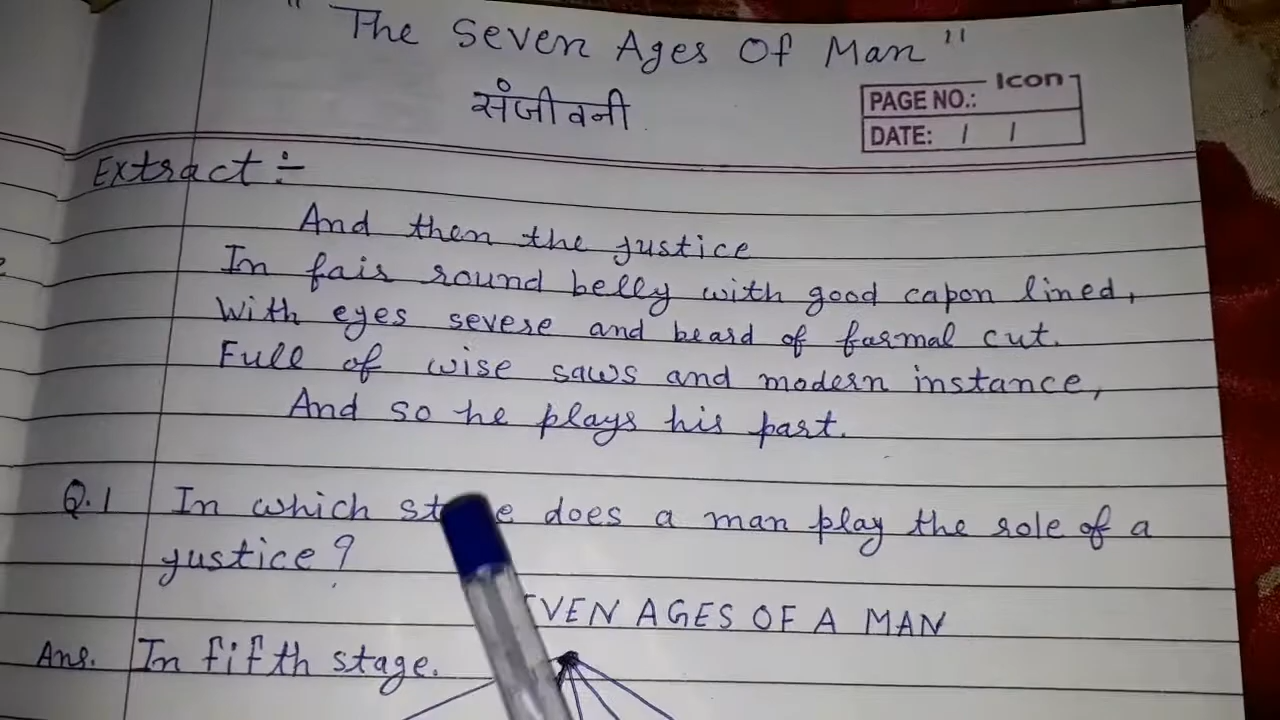 "The Seven Ages Of Man"
संजीवनी
Icon
PAGE NO.:
DATE: / /
Extract :-
And then the justice
In fair round belly with good capon lined,
With eyes severe and beard of formal cut.
Full of wise saws and modern instance,
And so he plays his part.
Q.1 In which does a man play the role of a
justice?
AGES OF A MAN
Ans. In fifth stage.